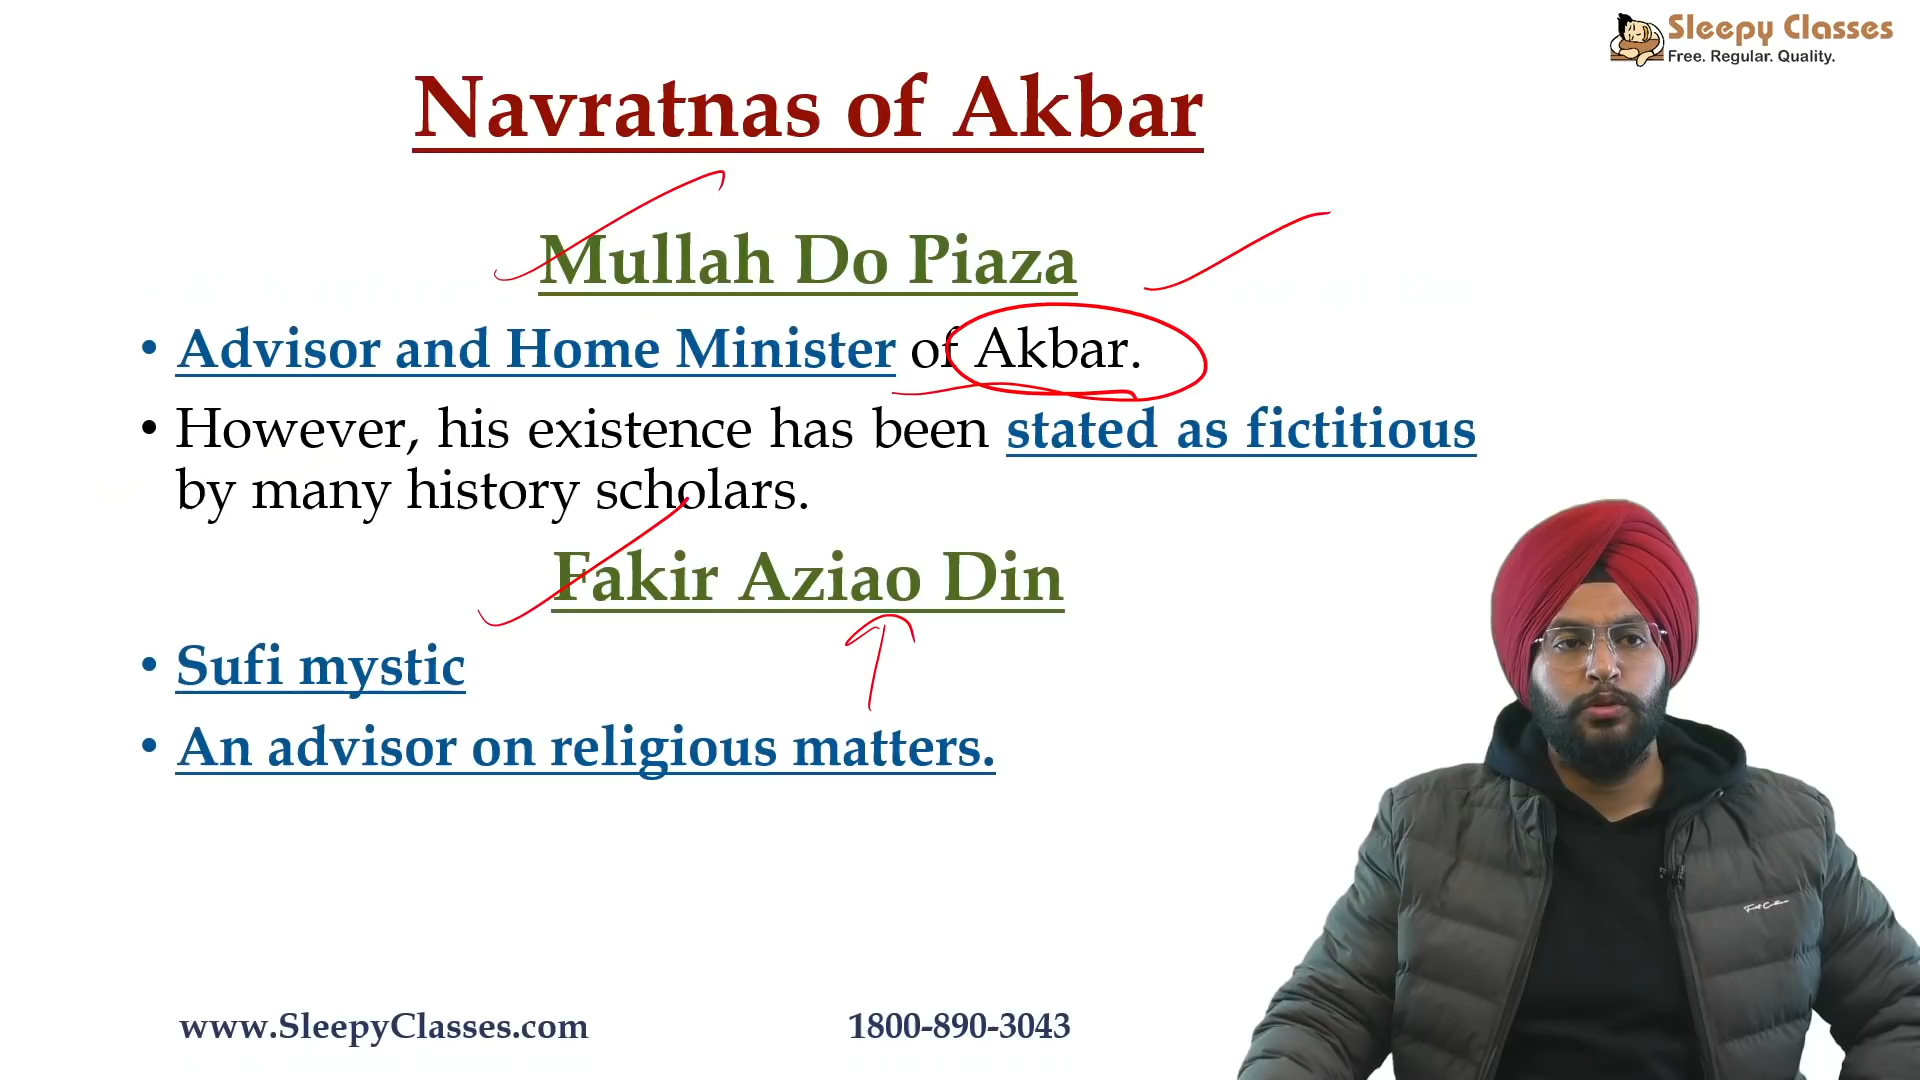 Sleepy Classes
Free. Regular. Quality.
Navratnas of Akbar
Mullah Do Piaza
• Advisor and Home Minister of Akbar.
• However, his existence has been stated as fictitious
by many history scholars.
Fakir Aziao Din
• Sufi mystic
• An advisor on religious matters.
www.SleepyClasses.com
1800-890-3043